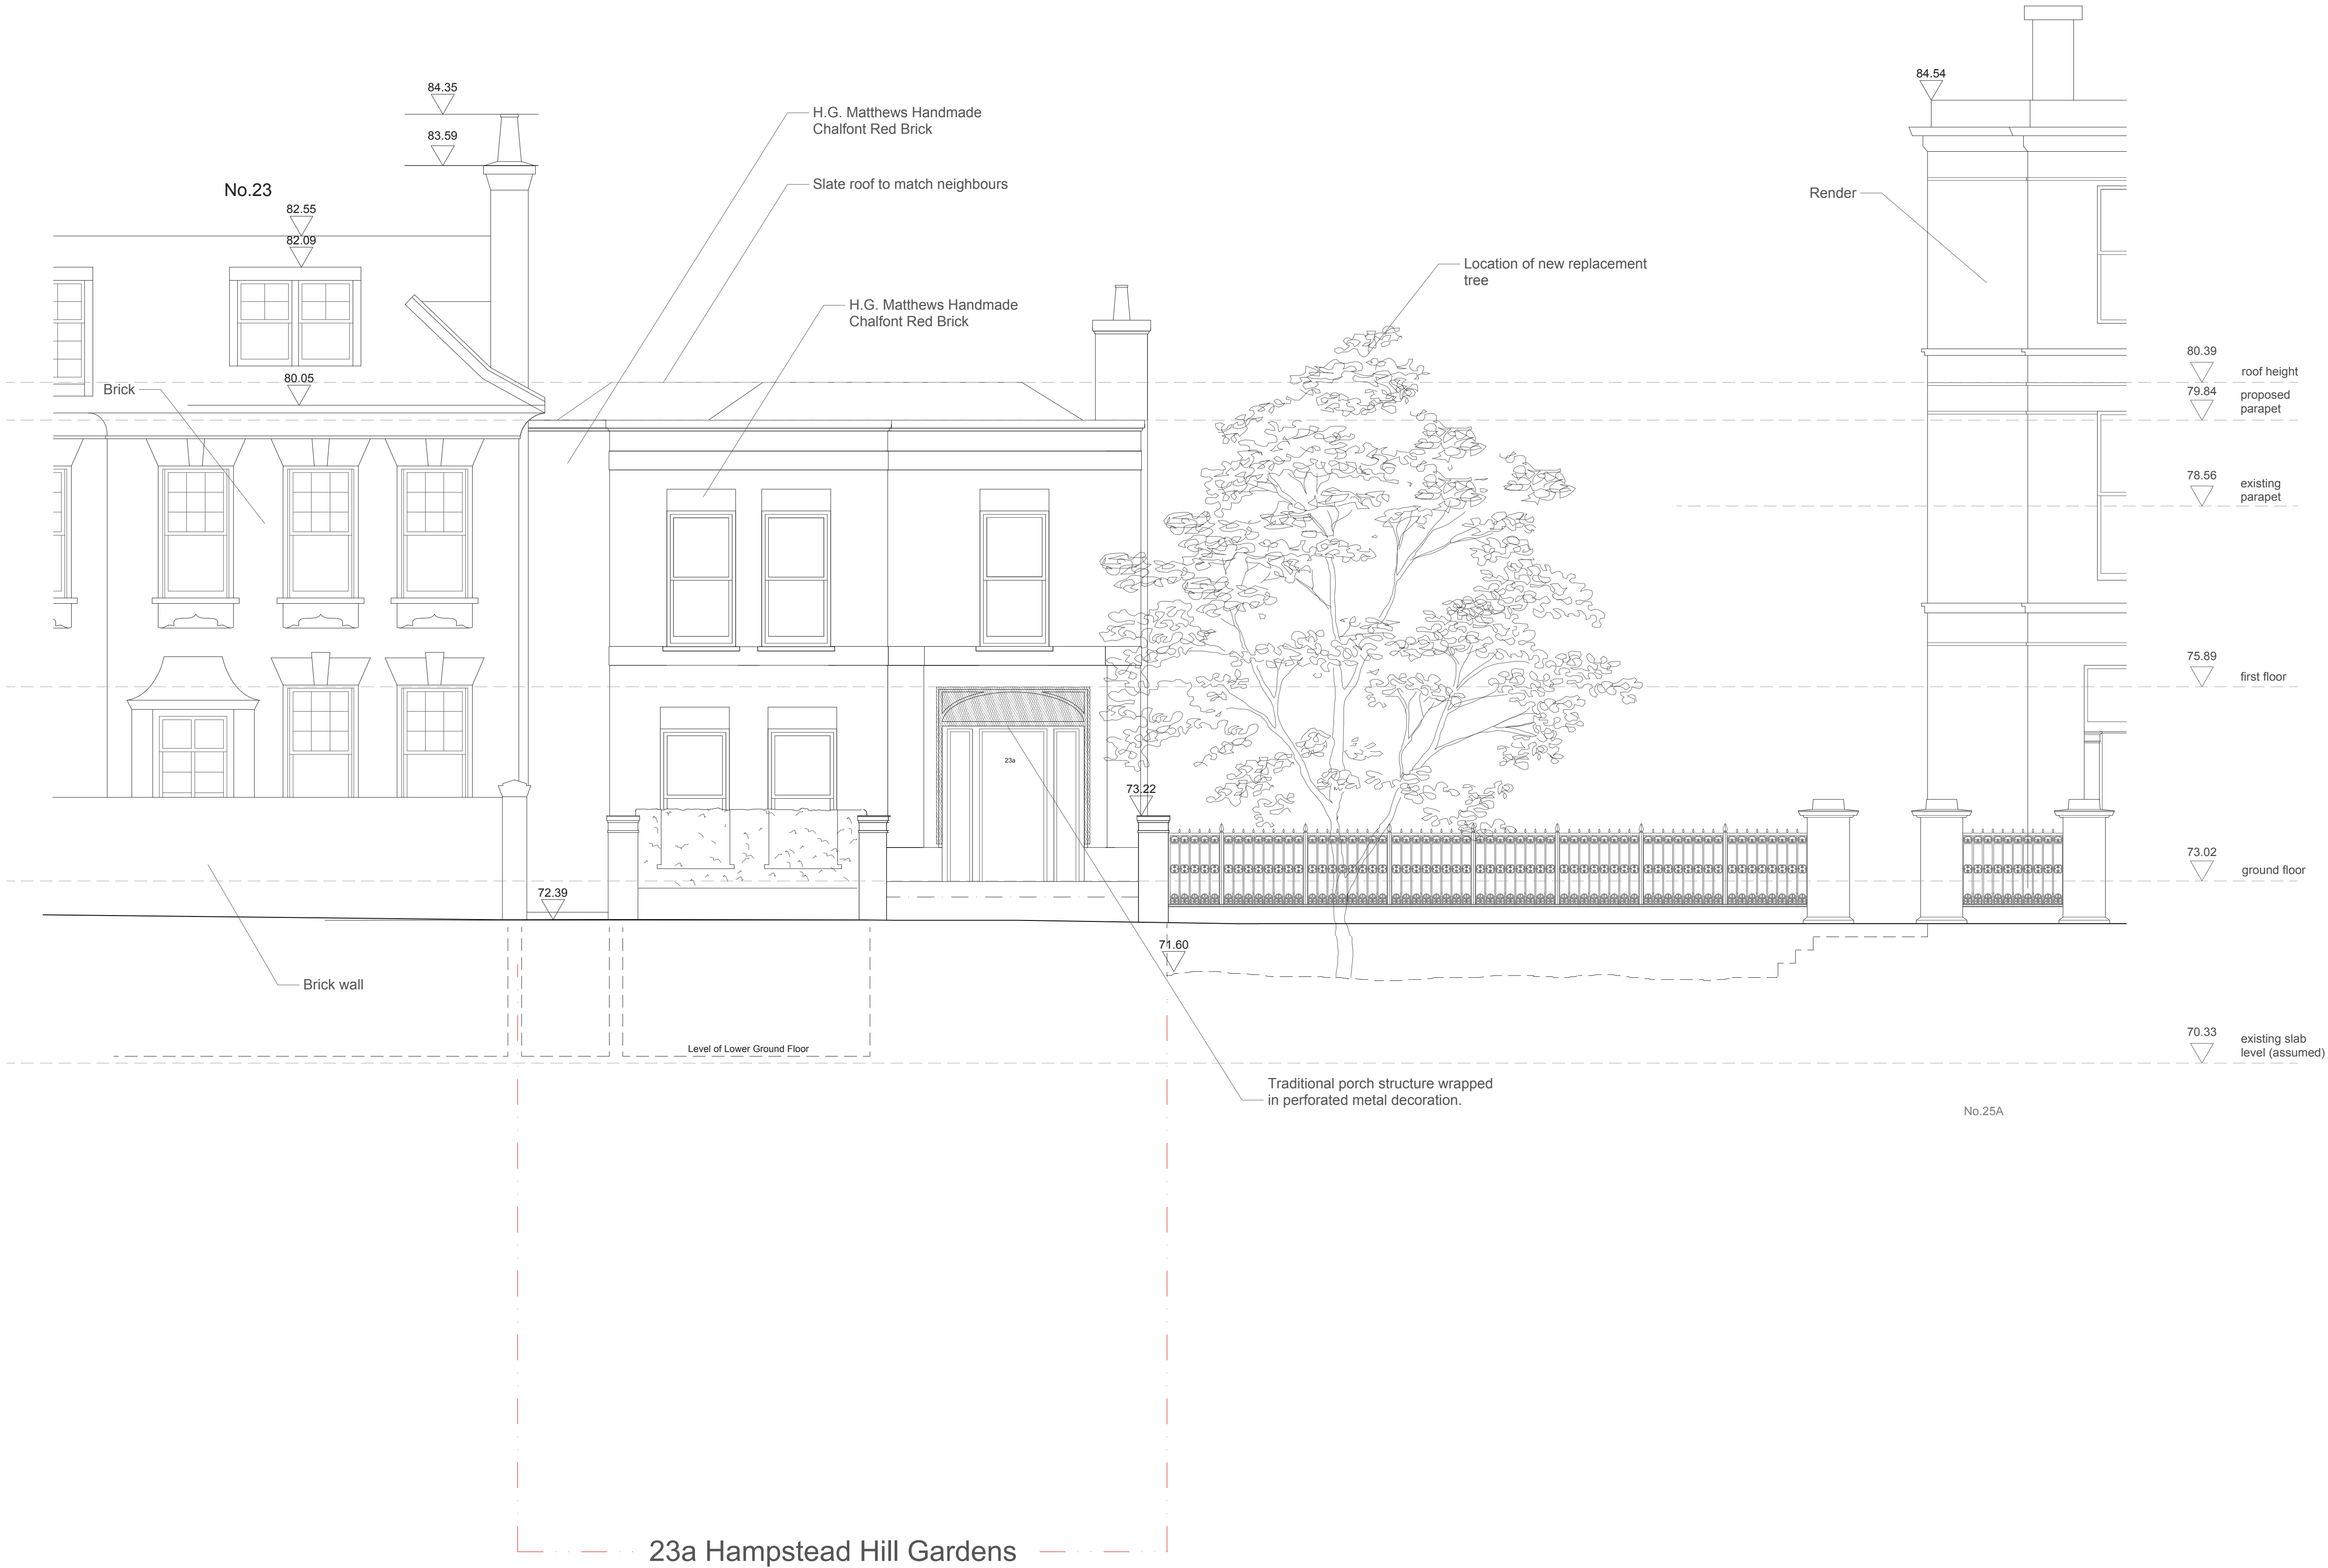 84.54
84.35
H.G. Matthews Handmade
Chalfont Red Brick
83.59
No.23
Slate roof to match neighbours
Render
82.55
82.09
Location of new replacement
tree
H.G. Matthews Handmade
Chalfont Red Brick
80.39
roof height
80.05
Brick
79.84
proposed
parapet
78.56
existing
parapet
75.89
first floor
23a
73.22
73.02
ground floor
72.39
71.60
Brick wall
70.33
existing slab
level (assumed)
Level of Lower Ground Floor
Traditional porch structure wrapped
in perforated metal decoration.
No.25A
23a Hampstead Hill Gardens